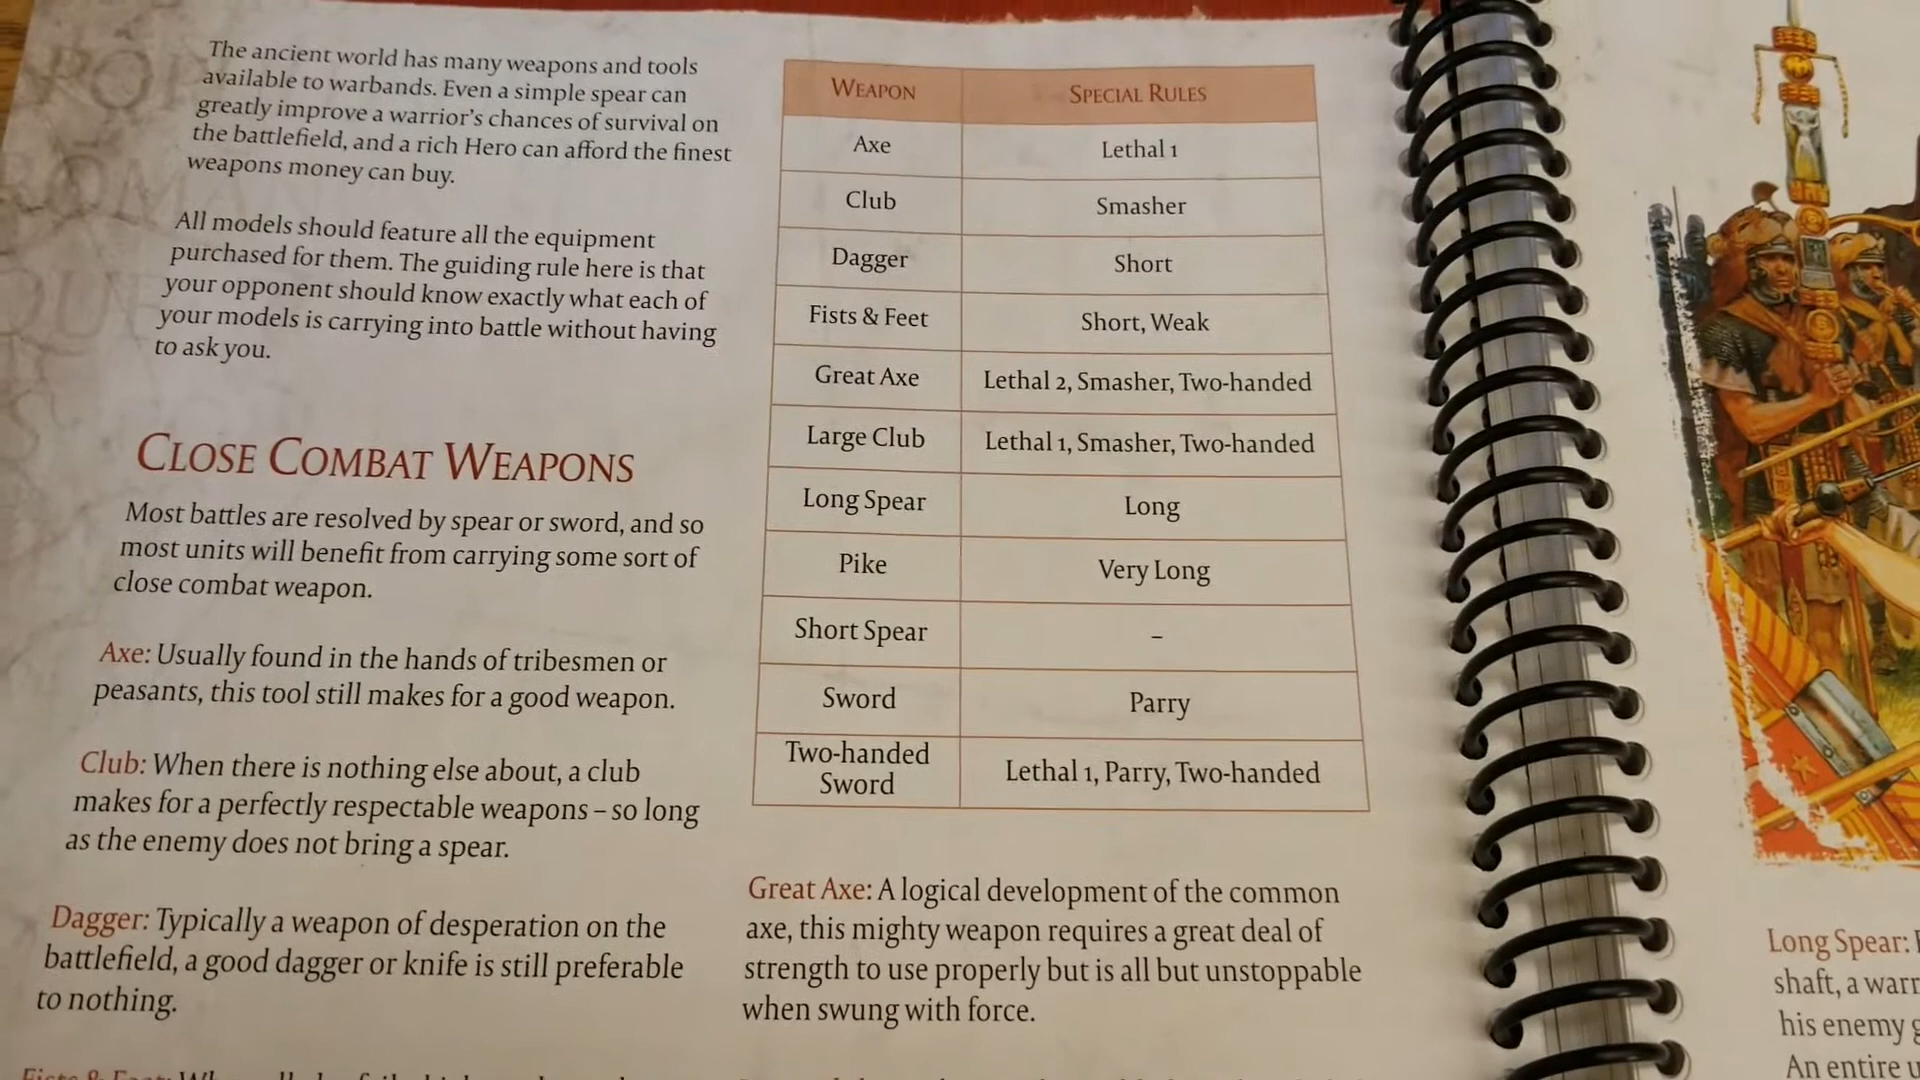 The ancient world has many weapons and tools
available to warbands. Even a simple spear can
greatly improve a warrior's chances of survival on
the battlefield, and a rich Hero can afford the finest
weapons money can buy.
All models should feature all the equipment
purchased for them. The guiding rule here is that
your opponent should know exactly what each of
your models is carrying into battle without having
to ask you.
CLOSE COMBAT WEAPONS
Most battles are resolved by spear or sword, and so
most units will benefit from carrying some sort of
close combat weapon.
Axe: Usually found in the hands of tribesmen or
peasants, this tool still makes for a good weapon.
Club: When there is nothing else about, a club
makes for a perfectly respectable weapons – so long
as the enemy does not bring a spear.
Dagger: Typically a weapon of desperation on the
battlefield, a good dagger or knife is still preferable
to nothing.
Fists & Feet:
WEAPON SPECIAL RULES
Axe Lethal 1
Club Smasher
Dagger Short
Fists & Feet Short, Weak
Great Axe Lethal 2, Smasher, Two-handed
Large Club Lethal 1, Smasher, Two-handed
Long Spear Long
Pike Very Long
Short Spear –
Sword Parry
Two-handed
Sword Lethal 1, Parry, Two-handed
Great Axe: A logical development of the common
axe, this mighty weapon requires a great deal of
strength to use properly but is all but unstoppable
when swung with force.
Long Spear:
shaft, a
his enemy
An entire